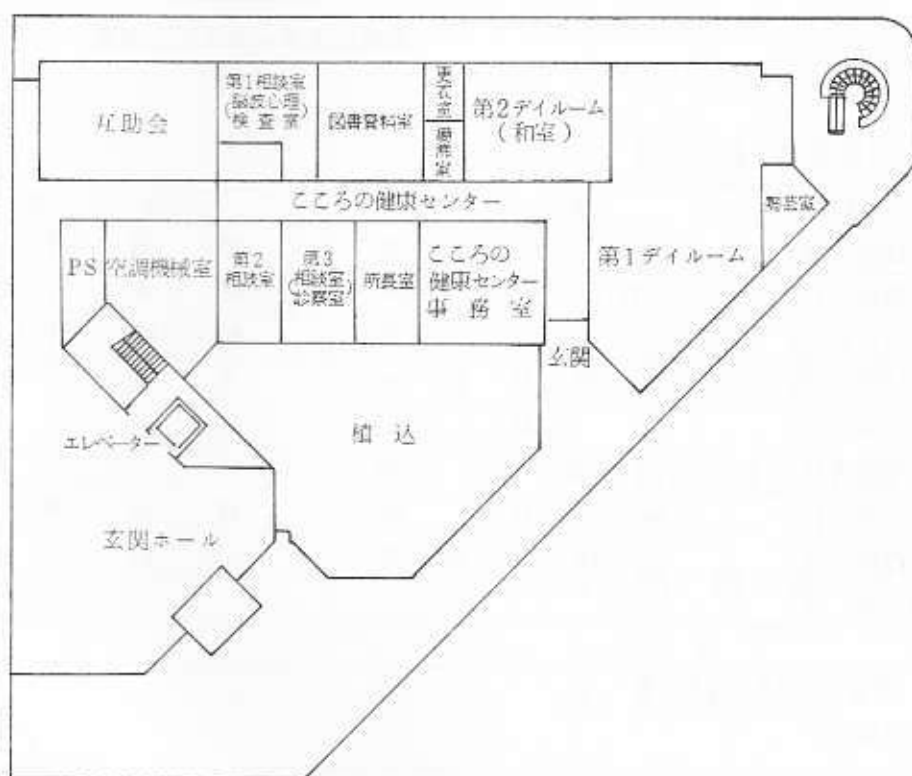 互助会
第1相談室
(脳波心理
検査室)
図書資料室
更衣室
第2デイルーム
(和室)
こころの健康センター
陶芸室
PS
空調機械室
第2
相談室
第3
相談室
(診察室)
所長室
こころの
健康センター
事務室
第1デイルーム
玄関
エレベーター
植込
玄関ホール